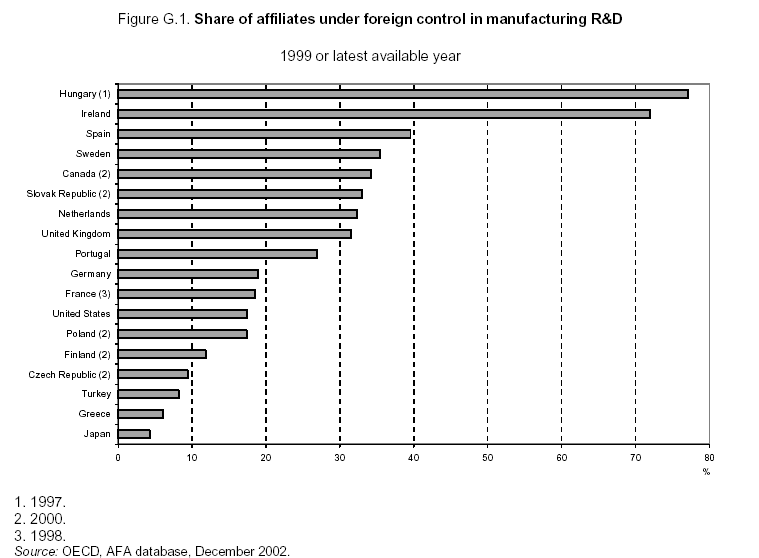 Figure G.1. Share of affiliates under foreign control in manufacturing R&D
1999 or latest available year
Hungary (1)
Ireland
Spain
Sweden
Canada (2)
Slovak Republic (2)
Netherlands
United Kingdom
Portugal
Germany
France (3)
United States
Poland (2)
Finland (2)
Czech Republic (2)
Turkey
Greece
Japan
0 10 20 30 40 50 60 70 80
%
1. 1997.
2. 2000.
3. 1998.
Source: OECD, AFA database, December 2002.